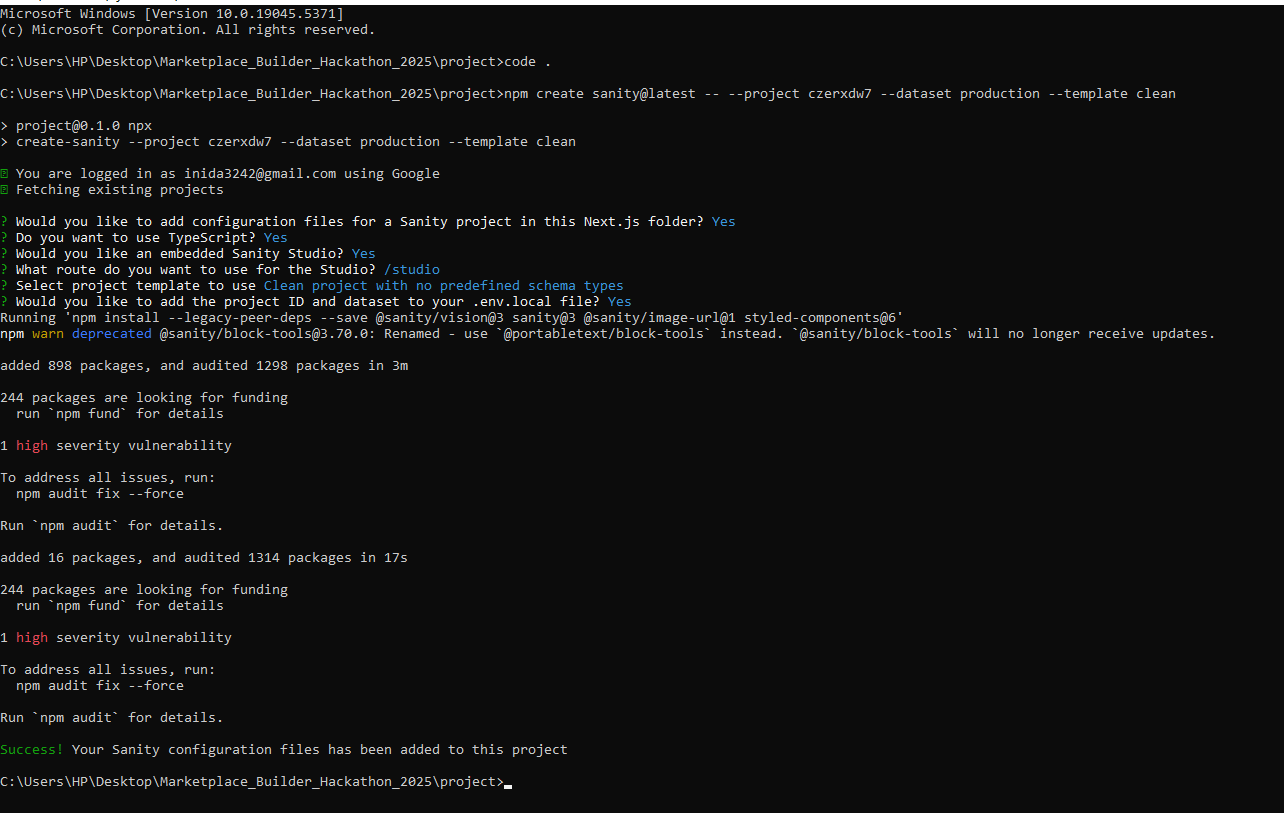 Microsoft Windows [Version 10.0.19045.5371]
(c) Microsoft Corporation. All rights reserved.
C:\Users\HP\Desktop\Marketplace_Builder_Hackathon_2025\project>code .
C:\Users\HP\Desktop\Marketplace_Builder_Hackathon_2025\project>npm create sanity@latest -- --project czerxdw7 --dataset production --template clean
> project@0.1.0 npx
> create-sanity --project czerxdw7 --dataset production --template clean
You are logged in as inida3242@gmail.com using Google
Fetching existing projects
? Would you like to add configuration files for a Sanity project in this Next.js folder? Yes
? Do you want to use TypeScript? Yes
? Would you like an embedded Sanity Studio? Yes
? What route do you want to use for the Studio? /studio
? Select project template to use Clean project with no predefined schema types
? Would you like to add the project ID and dataset to your .env.local file? Yes
Running 'npm install --legacy-peer-deps --save @sanity/vision@3 sanity@3 @sanity/image-url@1 styled-components@6'
npm warn deprecated @sanity/block-tools@3.70.0: Renamed - use `@portabletext/block-tools` instead. `@sanity/block-tools` will no longer receive updates.
added 898 packages, and audited 1298 packages in 3m
244 packages are looking for funding
  run `npm fund` for details
1 high severity vulnerability
To address all issues, run:
  npm audit fix --force
Run `npm audit` for details.
added 16 packages, and audited 1314 packages in 17s
244 packages are looking for funding
  run `npm fund` for details
1 high severity vulnerability
To address all issues, run:
  npm audit fix --force
Run `npm audit` for details.
Success! Your Sanity configuration files has been added to this project
C:\Users\HP\Desktop\Marketplace_Builder_Hackathon_2025\project>